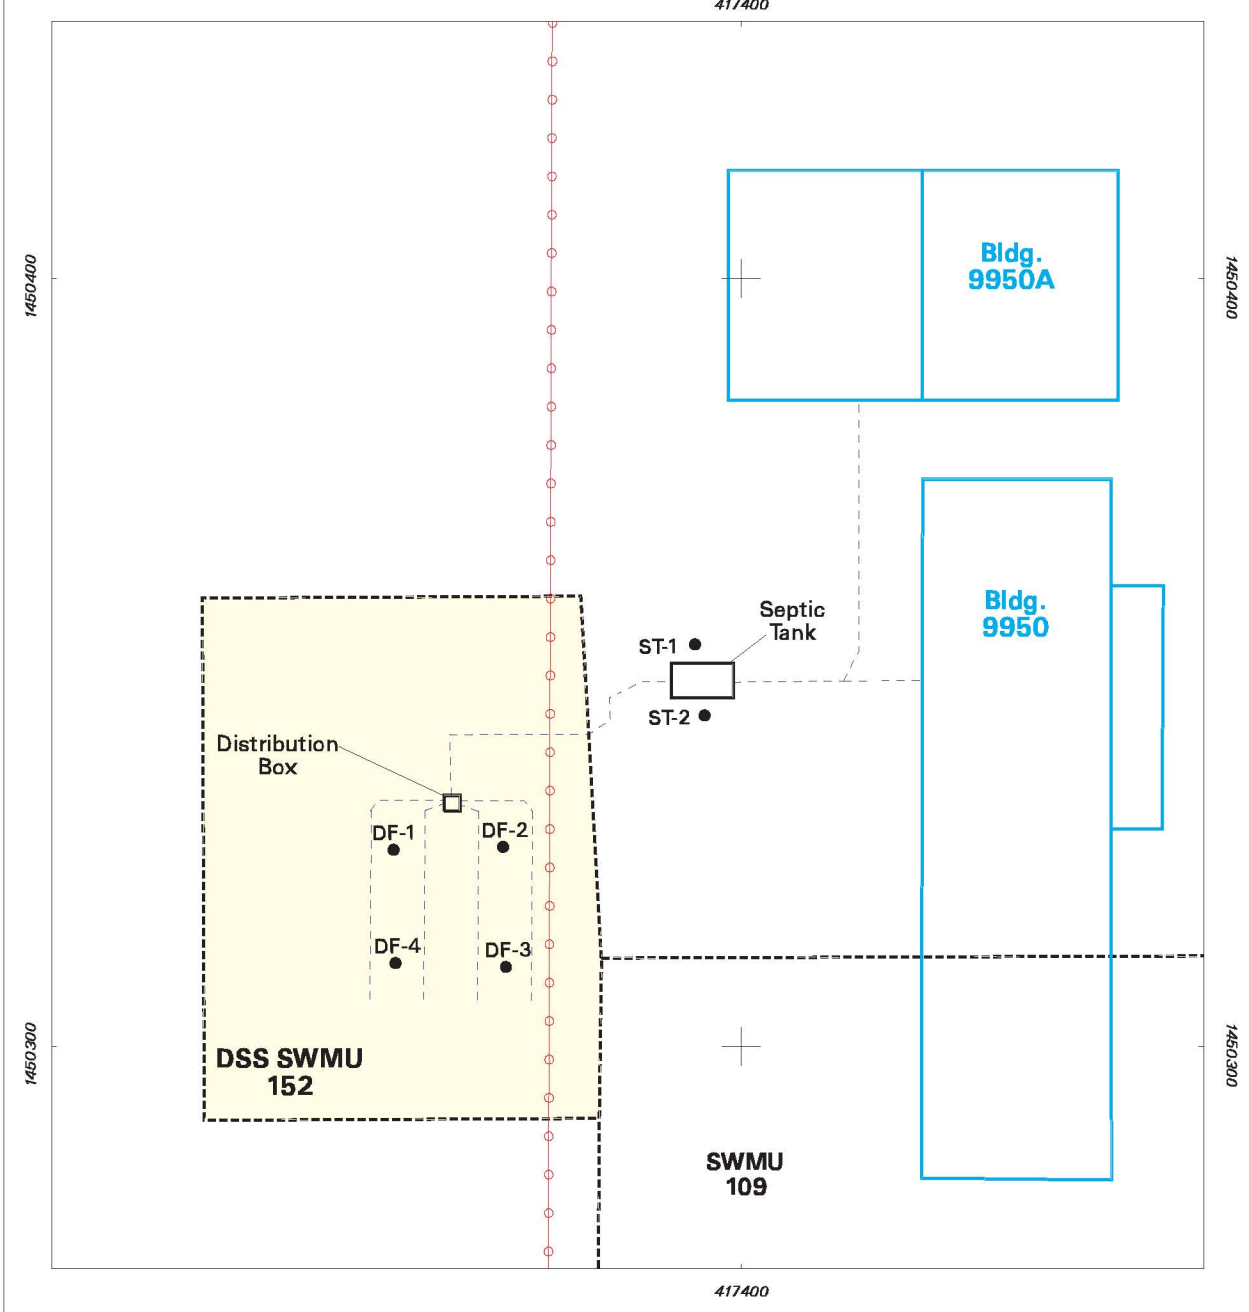 417400
1450400
Bldg.
9950A
1450400
Bldg.
9950
Septic
Tank
ST-1
ST-2
Distribution
Box
DF-1
DF-2
DF-4
DF-3
1450300
1450300
DSS SWMU
152
SWMU
109
417400